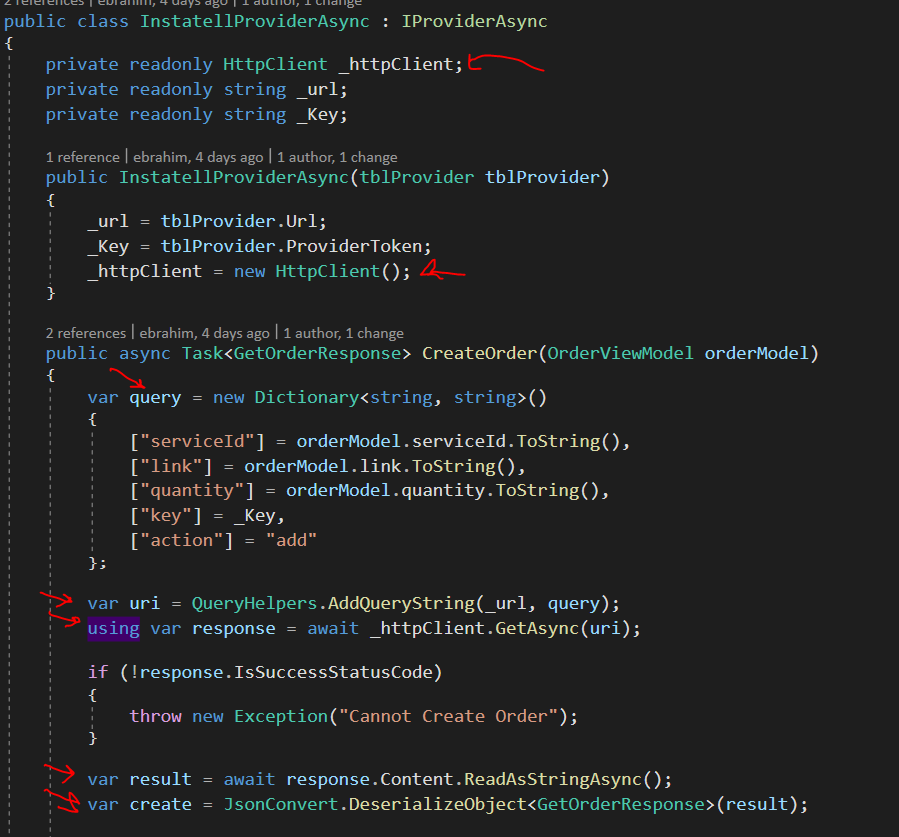 2 references | ebrahim, 4 days ago | 1 author, 1 change
public class InstatellProviderAsync : IProviderAsync
{
private readonly HttpClient _httpClient;
private readonly string _url;
private readonly string _Key;
1 reference | ebrahim, 4 days ago | 1 author, 1 change
public InstatellProviderAsync(tblProvider tblProvider)
{
_url = tblProvider.Url;
_Key = tblProvider.ProviderToken;
_httpClient = new HttpClient();
}
2 references | ebrahim, 4 days ago | 1 author, 1 change
public async Task<GetOrderResponse> CreateOrder(OrderViewModel orderModel)
{
var query = new Dictionary<string, string>()
{
["serviceId"] = orderModel.serviceId.ToString(),
["link"] = orderModel.link.ToString(),
["quantity"] = orderModel.quantity.ToString(),
["key"] = _Key,
["action"] = "add"
};
var uri = QueryHelpers.AddQueryString(_url, query);
using var response = await _httpClient.GetAsync(uri);
if (!response.IsSuccessStatusCode)
{
throw new Exception("Cannot Create Order");
}
var result = await response.Content.ReadAsStringAsync();
var create = JsonConvert.DeserializeObject<GetOrderResponse>(result);